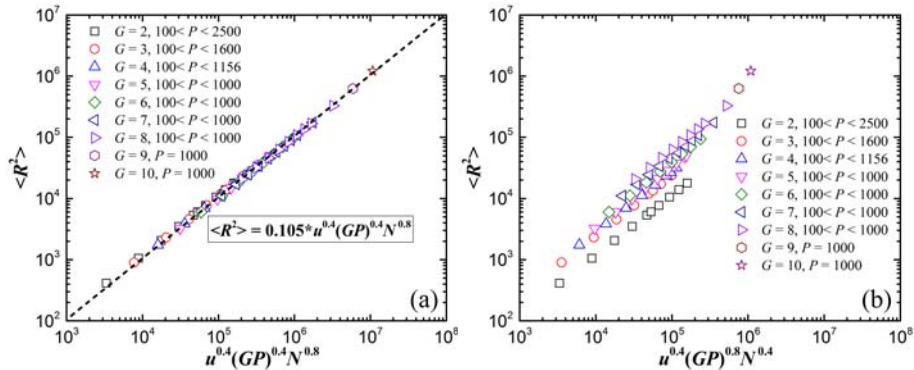 10^7
10^6
10^5
10^4
10^3
10^2
<R^2>
G = 2, 100< P < 2500
G = 3, 100< P < 1600
G = 4, 100< P < 1156
G = 5, 100< P < 1000
G = 6, 100< P < 1000
G = 7, 100< P < 1000
G = 8, 100< P < 1000
G = 9, P = 1000
G = 10, P = 1000
<R^2> = 0.105*u^0.4(GP)^0.4N^0.8
(a)
10^3 10^4 10^5 10^6 10^7 10^8
u^0.4(GP)^0.4N^0.8
10^7
10^6
10^5
10^4
10^3
10^2
<R^2>
G = 2, 100< P < 2500
G = 3, 100< P < 1600
G = 4, 100< P < 1156
G = 5, 100< P < 1000
G = 6, 100< P < 1000
G = 7, 100< P < 1000
G = 8, 100< P < 1000
G = 9, P = 1000
G = 10, P = 1000
(b)
10^3 10^4 10^5 10^6 10^7 10^8
u^0.4(GP)^0.8N^0.4